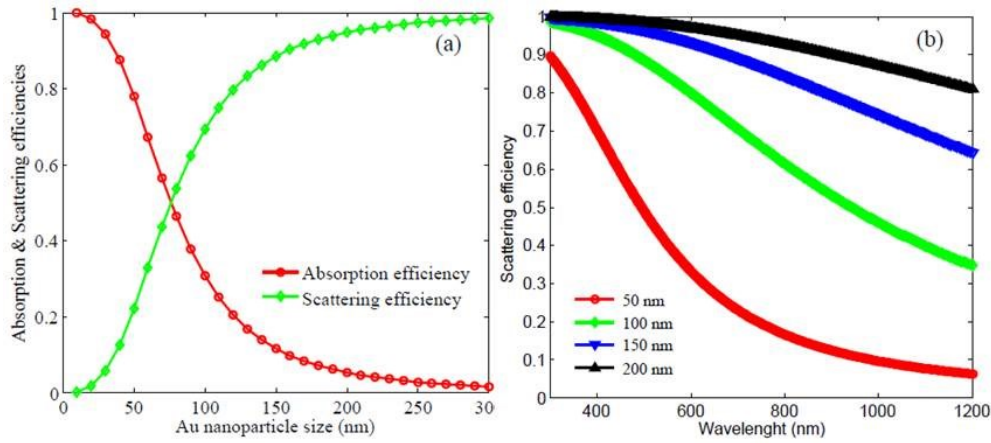 (a)
Absorption & Scattering efficiencies
1
0.8
0.6
0.4
0.2
0
Absorption efficiency
Scattering efficiency
0 50 100 150 200 250 30
Au nanoparticle size (nm)
(b)
Scattering efficiency
1
0.9
0.8
0.7
0.6
0.5
0.4
0.3
0.2
0.1
0
50 nm
100 nm
150 nm
200 nm
400 600 800 1000 1200
Wavelenght (nm)